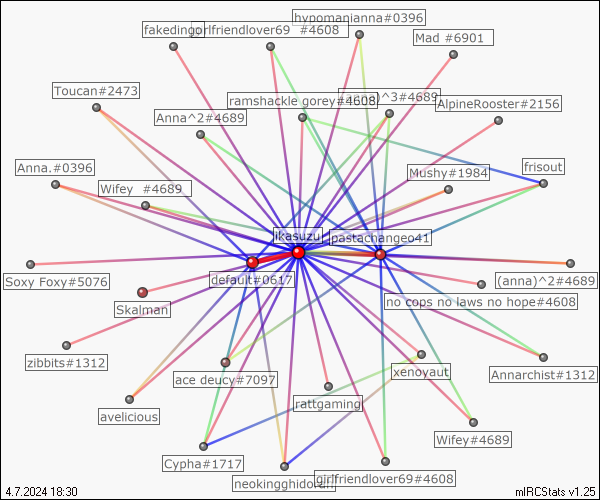 hypomanianna#0396
fakedingo
girlfriendlover69 #4608
Mad #6901
Toucan#2473
ramshackle gorey#4608
)^3#4689
AlpineRooster#2156
Anna^2#4689
Anna.#0396
Wifey #4689
Mushy#1984
frisout
ikasuzu
pastachangeo41
default#0617
Soxy Foxy#5076
(anna)^2#4689
Skalman
no cops no laws no hope#4608
zibbits#1312
ace deucy#7097
xenoyaut
Annarchist#1312
rattgaming
avelicious
Wifey#4689
Cypha#1717
neokingghidorah
girlfriendlover69#4608
4.7.2024 18:30
mIRCStats v1.25